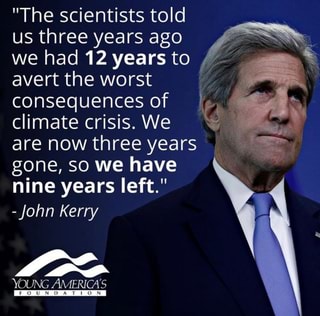 "The scientists told
us three years ago
we had 12 years to
avert the worst
consequences of
climate crisis. We
are now three years
gone, so we have
nine years left."
- John Kerry
YOUNG AMERICA'S
FOUNDATION